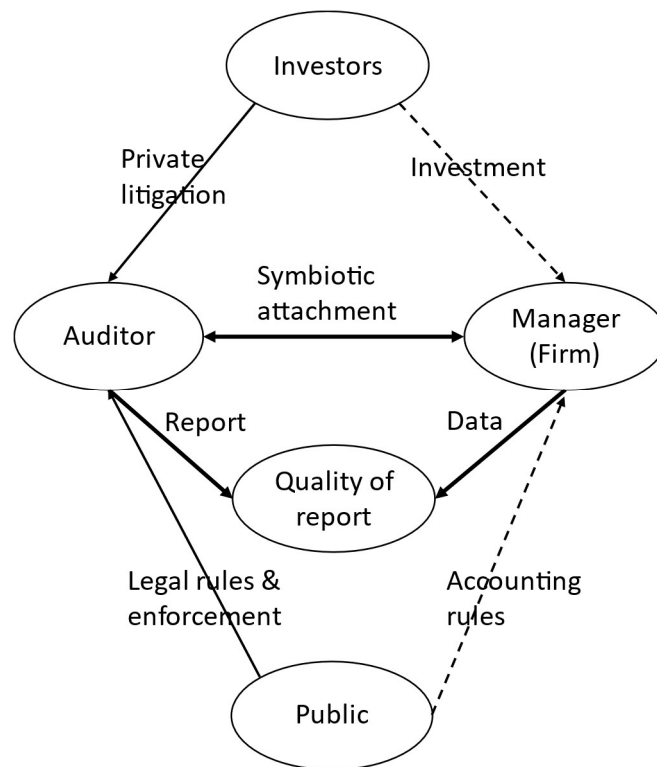 Investors
Private
litigation
Investment
Symbiotic
attachment
Auditor
Manager
(Firm)
Report
Data
Quality of
report
Legal rules &
enforcement
Accounting
rules
Public